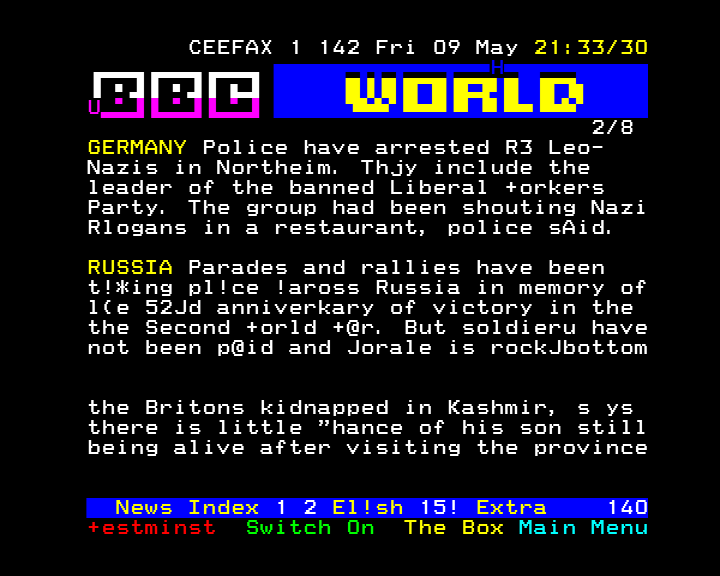 CEEFAX 1 142 Fri 09 May 21:33/30
H
BBC WORLD
U
2/8
GERMANY Police have arrested R3 Leo-
Nazis in Northeim. Thjy include the
leader of the banned Liberal +orkers
Party. The group had been shouting Nazi
Rlogans in a restaurant, police sAid.
RUSSIA Parades and rallies have been
t!*ing pl!ce !aross Russia in memory of
l(e 52Jd anniverkary of victory in the
the Second +orld +@r. But soldieru have
not been p@id and Jorale is rockJbottom
the Britons kidnapped in Kashmir, s ys
there is little "hance of his son still
being alive after visiting the province
News Index 1 2 El!sh 15! Extra 140
+estminst Switch On The Box Main Menu